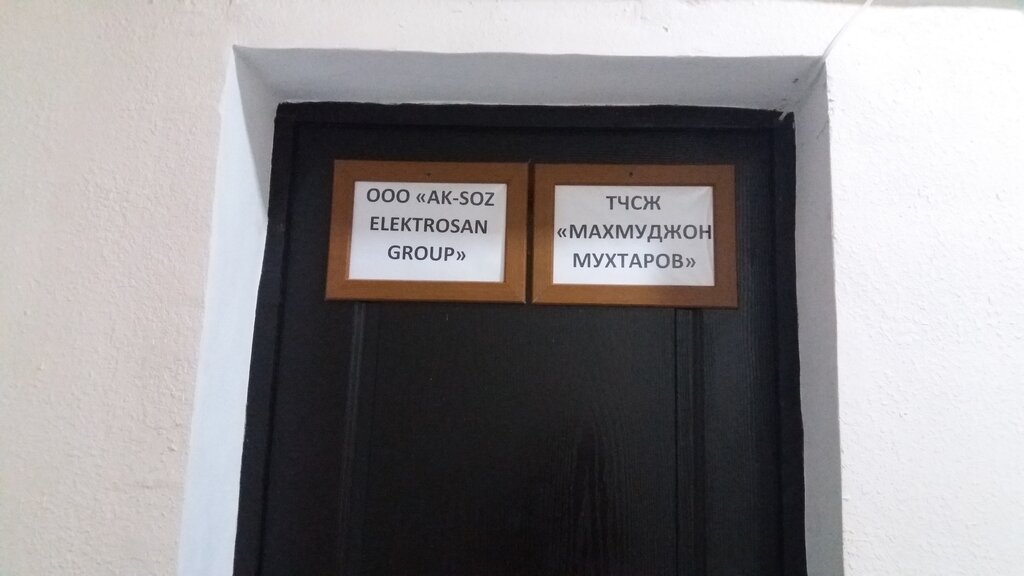 ООО «AK-SOZ
ELEKTROSAN
GROUP»
ТЧСЖ
«МАХМУДЖОН
МУХТАРОВ»